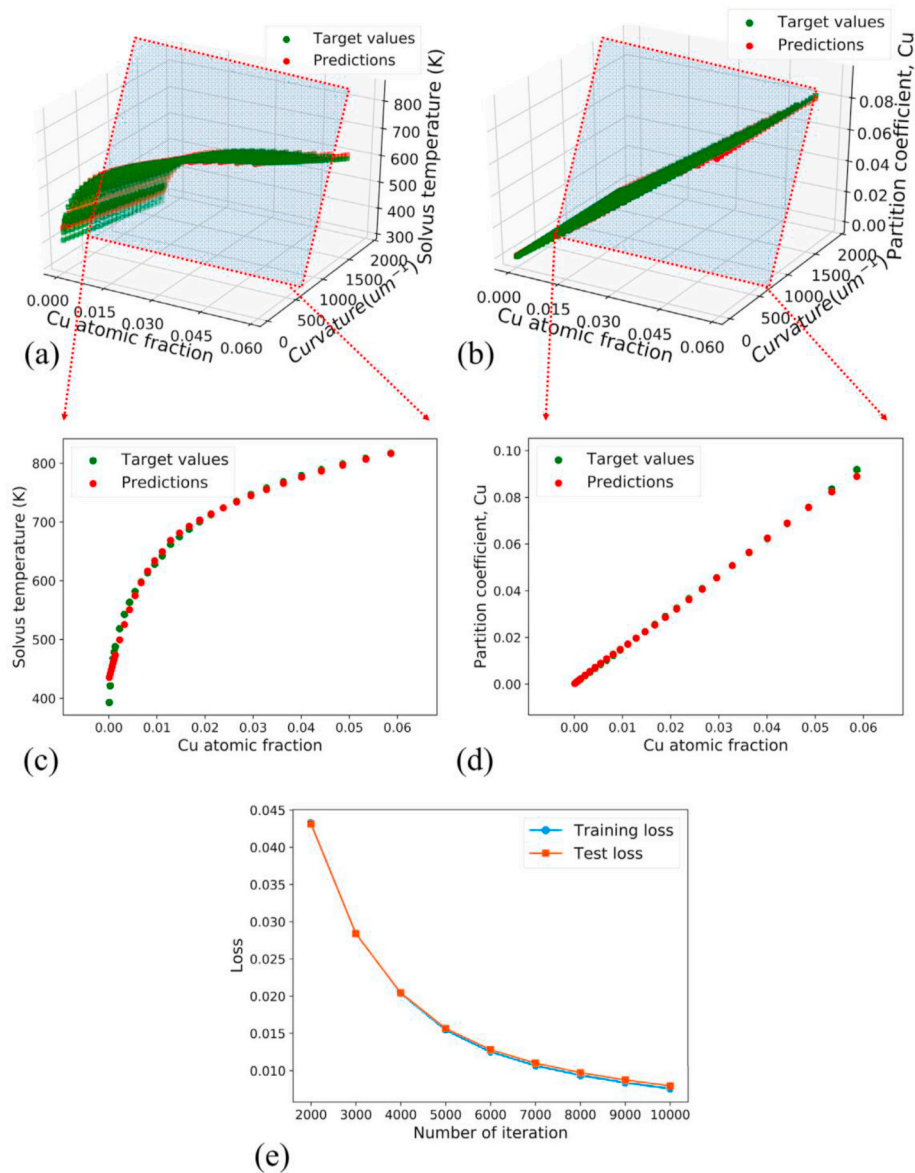 Target values
Predictions
800
700
600
500
400
300
Solvus temperature (K)
0.000
0.015
0.030
0.045
0.060
Cu atomic fraction
0
500
1000
1500
2000
Curvature(um⁻¹)
(a)
Target values
Predictions
0.08
0.06
0.04
0.02
0.00
Partition coefficient, Cu
0.000
0.015
0.030
0.045
0.060
Cu atomic fraction
0
500
1000
1500
2000
Curvature(um⁻¹)
(b)
Target values
Predictions
800
700
600
500
400
Solvus temperature (K)
0.00 0.01 0.02 0.03 0.04 0.05 0.06
Cu atomic fraction
(c)
Target values
Predictions
0.10
0.08
0.06
0.04
0.02
0.00
Partition coefficient, Cu
0.00 0.01 0.02 0.03 0.04 0.05 0.06
Cu atomic fraction
(d)
Training loss
Test loss
0.045
0.040
0.035
0.030
0.025
0.020
0.015
0.010
Loss
2000 3000 4000 5000 6000 7000 8000 9000 10000
Number of iteration
(e)